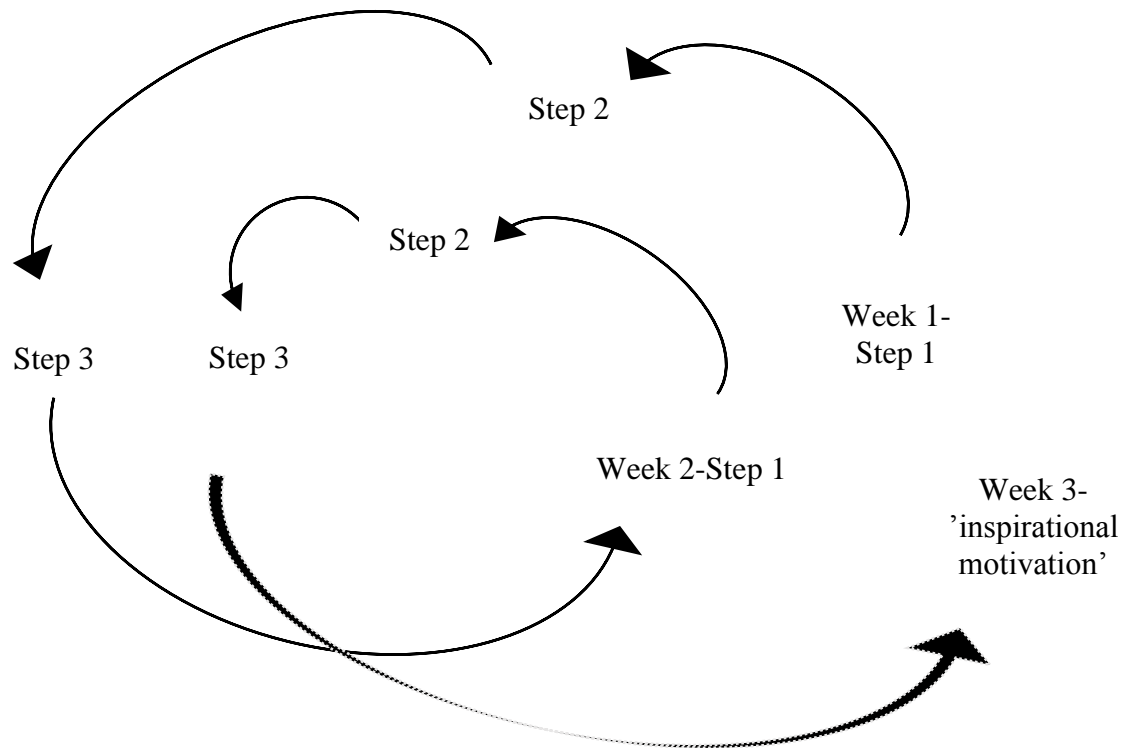 Step 2
Step 2
Week 1-
Step 1
Step 3
Step 3
Week 2-Step 1
Week 3-
’inspirational
motivation’